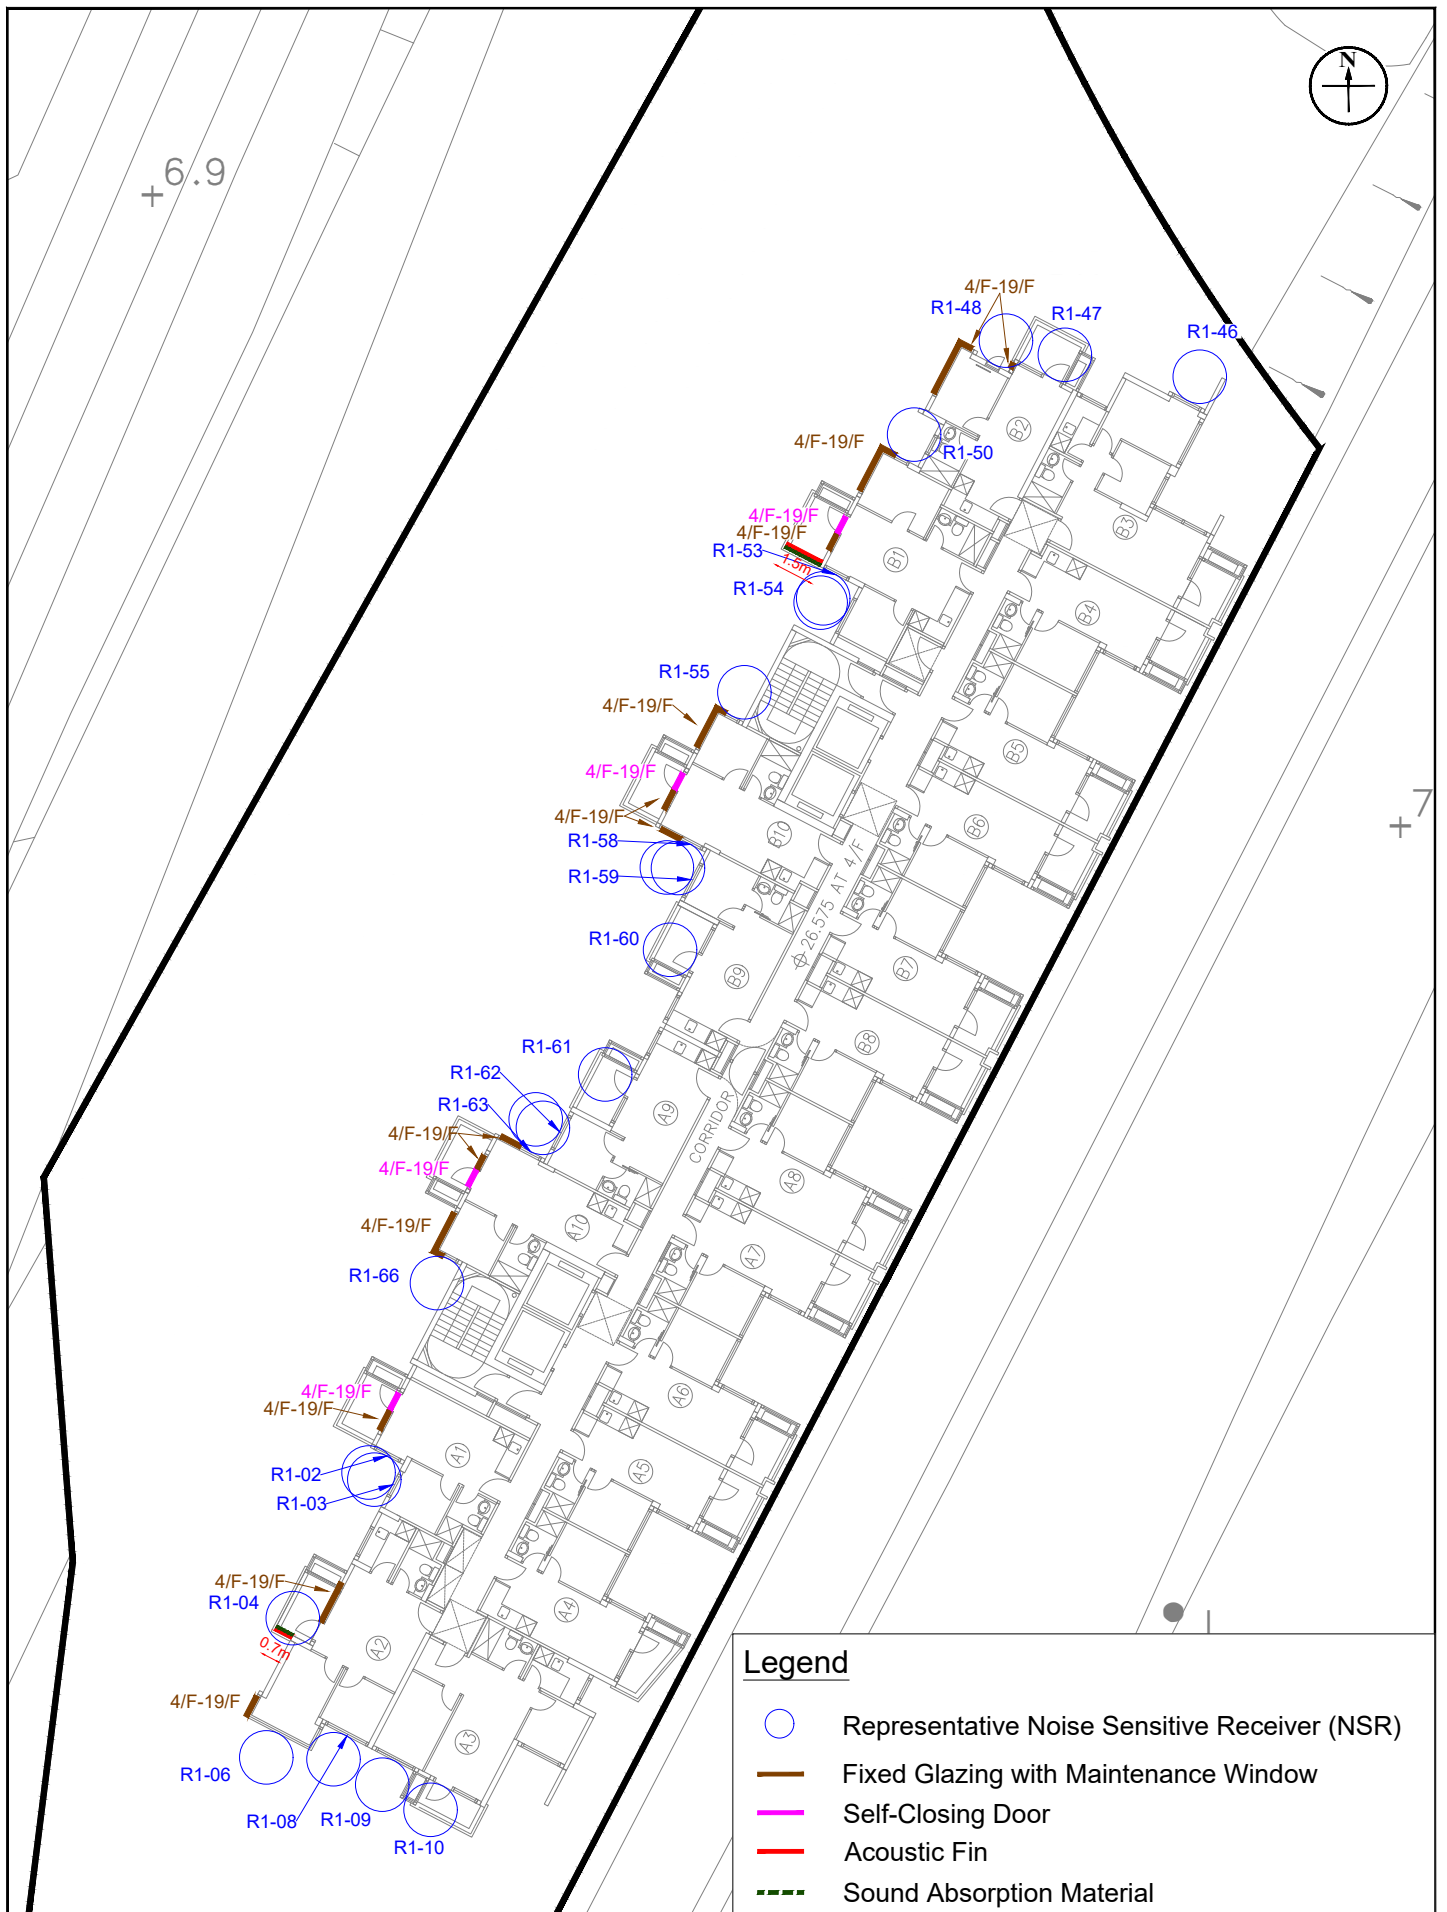 N
6.9
4/F-19/F
R1-48
R1-47
R1-46
4/F-19/F
R1-50
B2
B3
4/F-19/F
4/F-19/F
R1-53
1.5m
R1-54
B1
B4
R1-55
4/F-19/F
4/F-19/F
4/F-19/F
R1-58
R1-59
B10
B5
B6
7
R1-60
26.575 AT 4/F
B9
B7
B8
R1-61
R1-62
R1-63
4/F-19/F
4/F-19/F
A9
CORRIDOR
A8
4/F-19/F
A10
A7
R1-66
4/F-19/F
4/F-19/F
A6
R1-02
R1-03
A1
A5
4/F-19/F
R1-04
0.7m
A2
A4
4/F-19/F
A3
R1-06
R1-08
R1-09
R1-10
Legend
Representative Noise Sensitive Receiver (NSR)
Fixed Glazing with Maintenance Window
Self-Closing Door
Acoustic Fin
Sound Absorption Material